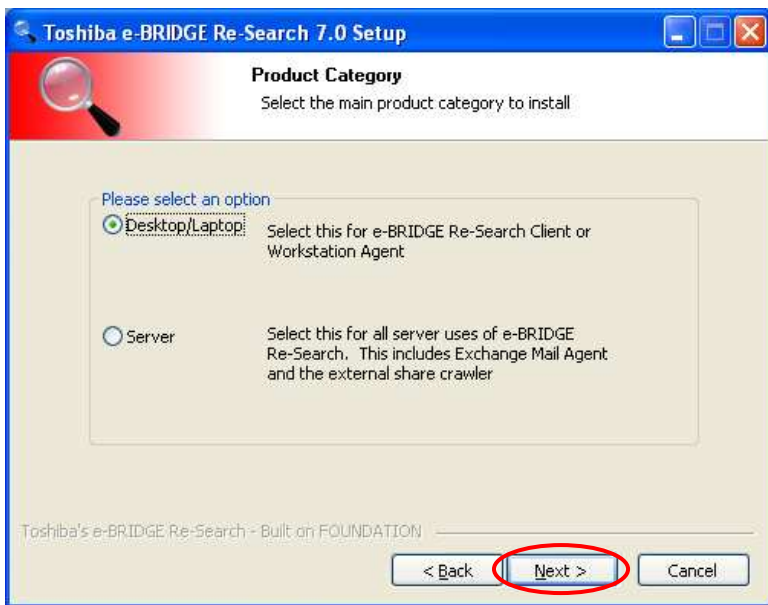 Toshiba e-BRIDGE Re-Search 7.0 Setup
Product Category
Select the main product category to install
Please select an option
Desktop/Laptop
Select this for e-BRIDGE Re-Search Client or
Workstation Agent
Server
Select this for all server uses of e-BRIDGE
Re-Search. This includes Exchange Mail Agent
and the external share crawler
Toshiba's e-BRIDGE Re-Search - Built on FOUNDATION
< Back
Next >
Cancel